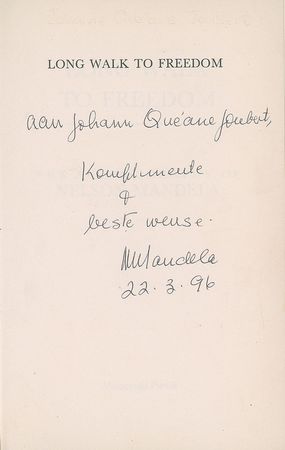 LONG WALK TO FREEDOM
aan Johann Quéane Joubert,
Komplimente
&
beste wense.
NMandela
22.3.96